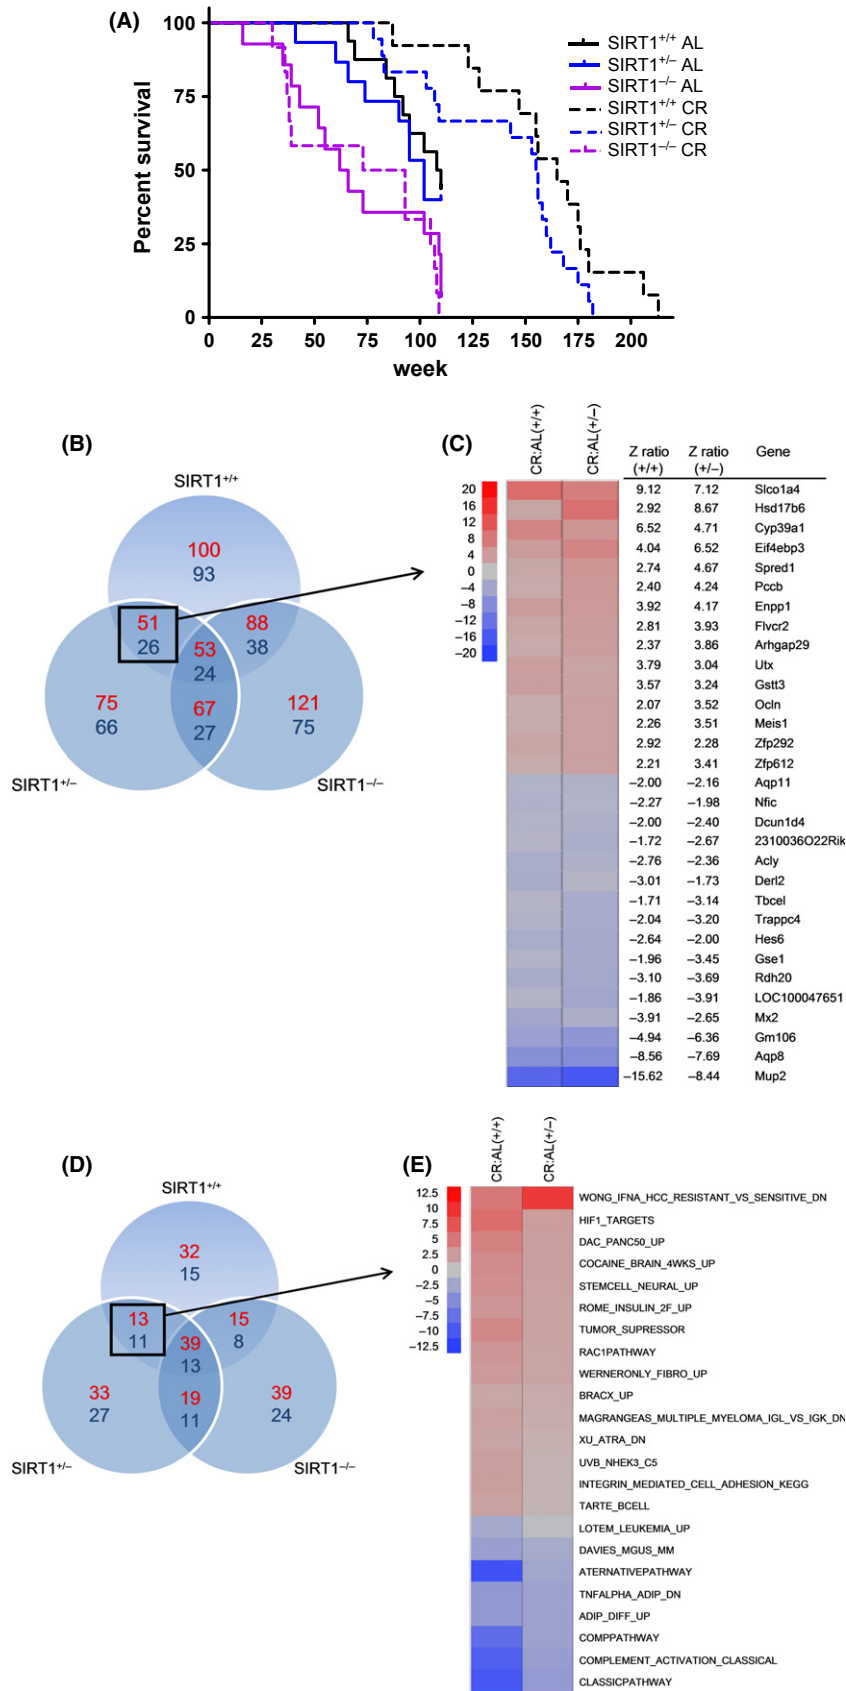 (A)
100
75
50
25
0
Percent survival
0 25 50 75 100 125 150 175 200
week
SIRT1+/+ AL
SIRT1+/– AL
SIRT1–/– AL
SIRT1+/+ CR
SIRT1+/– CR
SIRT1–/– CR
(B)
SIRT1+/+
100
93
51
26
88
38
53
24
75
66
67
27
121
75
SIRT1+/–
SIRT1–/–
(C)
CR:AL(+/+)
CR:AL(+/–)
20
16
12
8
4
0
–4
–8
–12
–16
–20
Z ratio (+/+) Z ratio (+/–) Gene
9.12 7.12 Slco1a4
2.92 8.67 Hsd17b6
6.52 4.71 Cyp39a1
4.04 6.52 Eif4ebp3
2.74 4.67 Spred1
2.40 4.24 Pccb
3.92 4.17 Enpp1
2.81 3.93 Flvcr2
2.37 3.86 Arhgap29
3.79 3.04 Utx
3.57 3.24 Gstt3
2.07 3.52 Ocln
2.26 3.51 Meis1
2.92 2.28 Zfp292
2.21 3.41 Zfp612
–2.00 –2.16 Aqp11
–2.27 –1.98 Nfic
–2.00 –2.40 Dcun1d4
–1.72 –2.67 2310036O22Rik
–2.76 –2.36 Acly
–3.01 –1.73 Derl2
–1.71 –3.14 Tbcel
–2.04 –3.20 Trappc4
–2.64 –2.00 Hes6
–1.96 –3.45 Gse1
–3.10 –3.69 Rdh20
–1.86 –3.91 LOC100047651
–3.91 –2.65 Mx2
–4.94 –6.36 Gm106
–8.56 –7.69 Aqp8
–15.62 –8.44 Mup2
(D)
SIRT1+/+
32
15
13
11
15
8
39
13
33
27
19
11
39
24
SIRT1+/–
SIRT1–/–
(E)
CR:AL(+/+)
CR:AL(+/–)
12.5
10
7.5
5
2.5
0
–2.5
–5
–7.5
–10
–12.5
WONG_IFNA_HCC_RESISTANT_VS_SENSITIVE_DN
HIF1_TARGETS
DAC_PANC50_UP
COCAINE_BRAIN_4WKS_UP
STEMCELL_NEURAL_UP
ROME_INSULIN_2F_UP
TUMOR_SUPRESSOR
RAC1PATHWAY
WERNERONLY_FIBRO_UP
BRACX_UP
MAGRANGEAS_MULTIPLE_MYELOMA_IGL_VS_IGK_DN
XU_ATRA_DN
UVB_NHEK3_C5
INTEGRIN_MEDIATED_CELL_ADHESION_KEGG
TARTE_BCELL
LOTEM_LEUKEMIA_UP
DAVIES_MGUS_MM
ATERNATIVEPATHWAY
TNFALPHA_ADIP_DN
ADIP_DIFF_UP
COMPPATHWAY
COMPLEMENT_ACTIVATION_CLASSICAL
CLASSICPATHWAY